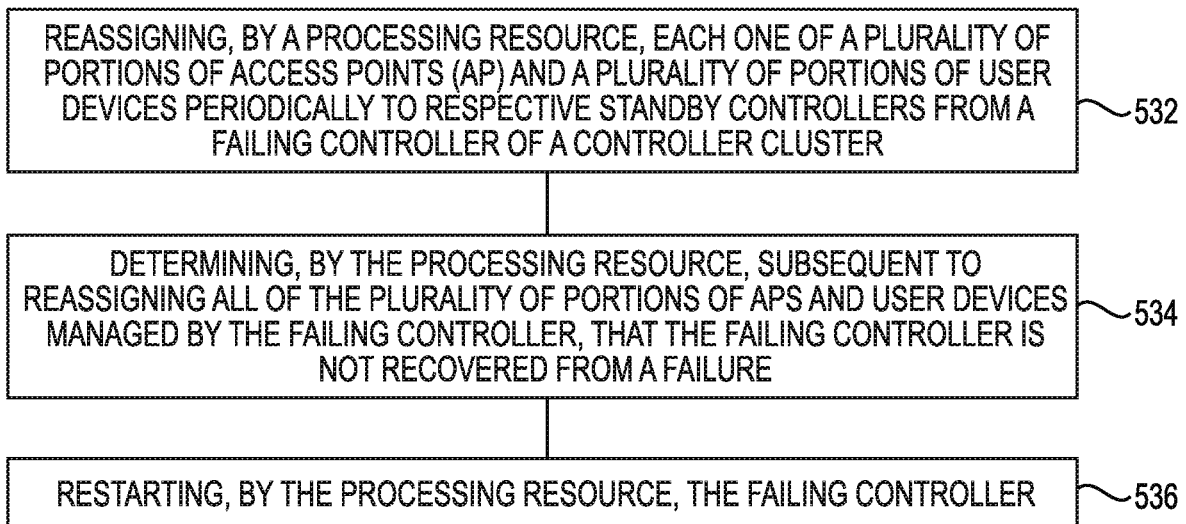 REASSIGNING, BY A PROCESSING RESOURCE, EACH ONE OF A PLURALITY OF
PORTIONS OF ACCESS POINTS (AP) AND A PLURALITY OF PORTIONS OF USER
DEVICES PERIODICALLY TO RESPECTIVE STANDBY CONTROLLERS FROM A
FAILING CONTROLLER OF A CONTROLLER CLUSTER
532
DETERMINING, BY THE PROCESSING RESOURCE, SUBSEQUENT TO
REASSIGNING ALL OF THE PLURALITY OF PORTIONS OF APS AND USER DEVICES
MANAGED BY THE FAILING CONTROLLER, THAT THE FAILING CONTROLLER IS
NOT RECOVERED FROM A FAILURE
534
RESTARTING, BY THE PROCESSING RESOURCE, THE FAILING CONTROLLER
536